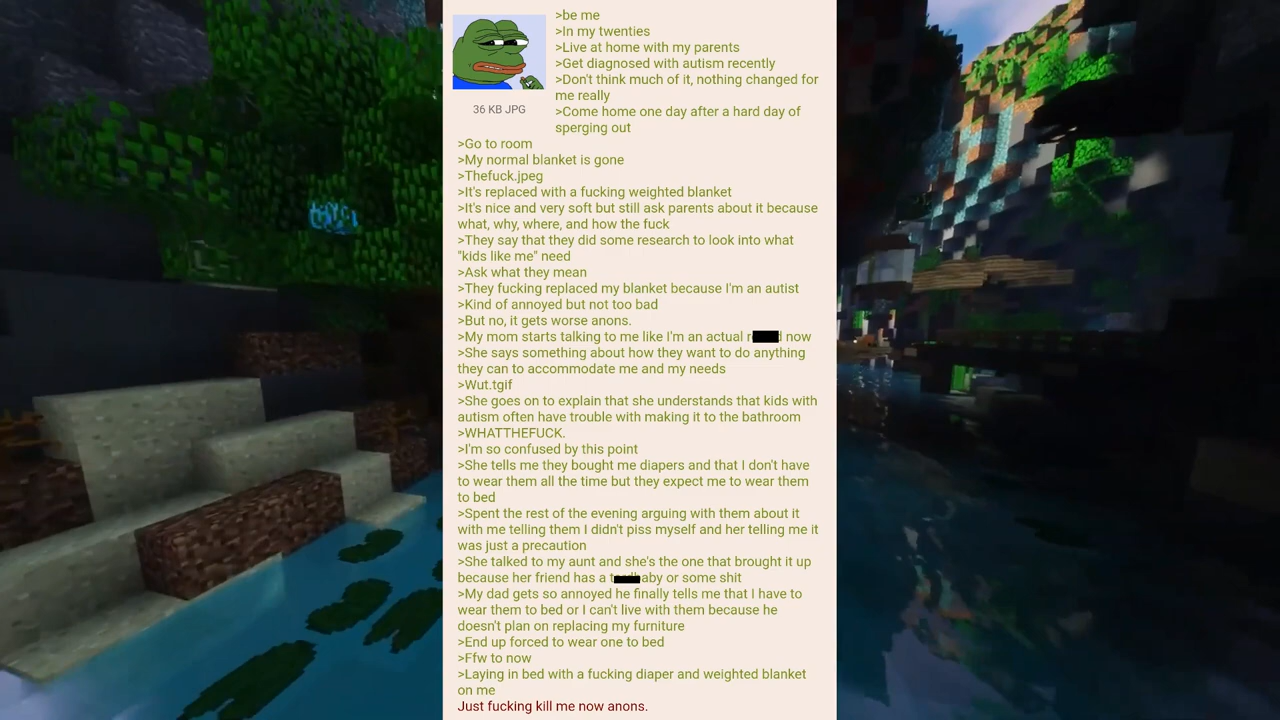 >be me
>In my twenties
>Live at home with my parents
>Get diagnosed with autism recently
>Don't think much of it, nothing changed for
me really
>Come home one day after a hard day of
sperging out
36 KB JPG
>Go to room
>My normal blanket is gone
>Thefuck.jpeg
>It's replaced with a fucking weighted blanket
>It's nice and very soft but still ask parents about it because
what, why, where, and how the fuck
>They say that they did some research to look into what
"kids like me" need
>Ask what they mean
>They fucking replaced my blanket because I'm an autist
>Kind of annoyed but not too bad
>But no, it gets worse anons.
>My mom starts talking to me like I'm an actual now
>She says something about how they want to do anything
they can to accommodate me and my needs
>Wut.tgif
>She goes on to explain that she understands that kids with
autism often have trouble with making it to the bathroom
>WHATTHEFUCK.
>I'm so confused by this point
>She tells me they bought me diapers and that I don't have
to wear them all the time but they expect me to wear them
to bed
>Spent the rest of the evening arguing with them about it
with me telling them I didn't piss myself and her telling me it
was just a precaution
>She talked to my aunt and she's the one that brought it up
because her friend has a or some shit
>My dad gets so annoyed he finally tells me that I have to
wear them to bed or I can't live with them because he
doesn't plan on replacing my furniture
>End up forced to wear one to bed
>Ffw to now
>Laying in bed with a fucking diaper and weighted blanket
on me
Just fucking kill me now anons.